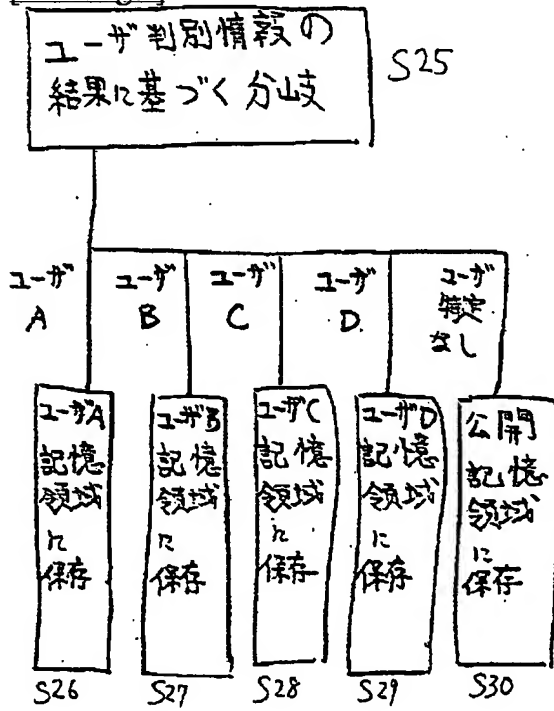 ユーザ判別情報の
結果に基づく分岐
S25
ユーザ
A
ユーザ
B
ユーザ
C
ユーザ
D
ユーザ
特定
なし
ユーザA
記憶
領域
に
保存
ユーザB
記憶
領域
に
保存
ユーザC
記憶
領域
に
保存
ユーザD
記憶
領域
に
保存
公開
記憶
領域
に
保存
S26
S27
S28
S29
S30